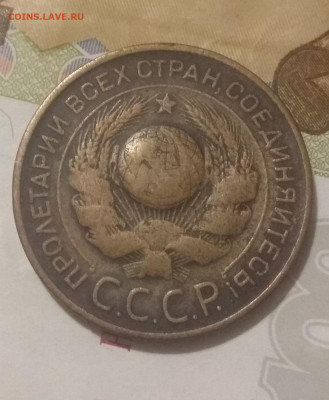 COINS.LAVE.RU
ПРОЛЕТАРИИ ВСЕХ СТРАН, СОЕДИНЯЙТЕСЬ!
С.С.С.Р.